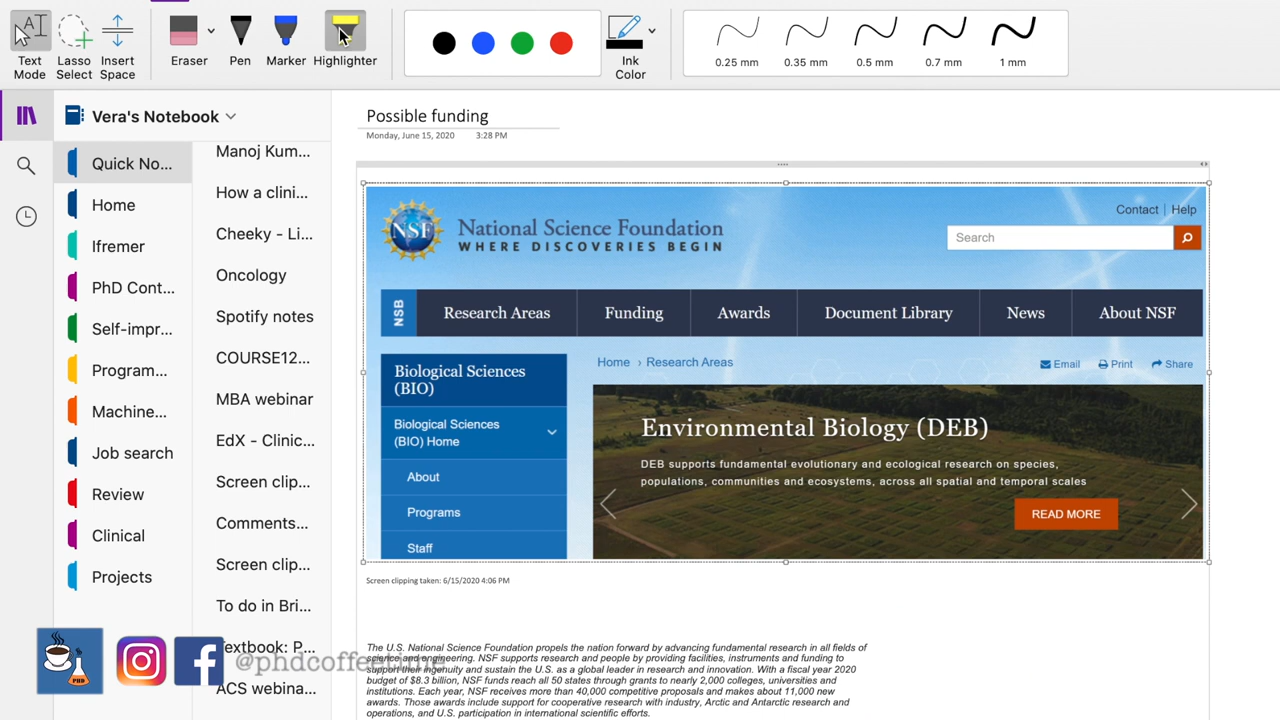 Text Mode
Lasso Select
Insert Space
Eraser
Pen
Marker
Highlighter
Ink Color
0.25 mm
0.35 mm
0.5 mm
0.7 mm
1 mm
Vera's Notebook
Quick No...
Home
Ifremer
PhD Cont...
Self-impr...
Program...
Machine...
Job search
Review
Clinical
Projects
Manoj Kum...
How a clini...
Cheeky - Li...
Oncology
Spotify notes
COURSE12...
MBA webinar
EdX - Clinic...
Screen clip...
Comments...
Screen clip...
To do in Bri...
Textbook: P...
ACS webina...
@phdcoffeetime
PHD
Possible funding
Monday, June 15, 2020 3:28 PM
NSF
National Science Foundation
WHERE DISCOVERIES BEGIN
Contact | Help
Search
NSB
Research Areas
Funding
Awards
Document Library
News
About NSF
Biological Sciences
(BIO)
Biological Sciences
(BIO) Home
About
Programs
Staff
Home › Research Areas
Email
Print
Share
Environmental Biology (DEB)
DEB supports fundamental evolutionary and ecological research on species,
populations, communities and ecosystems, across all spatial and temporal scales
READ MORE
Screen clipping taken: 6/15/2020 4:06 PM
The U.S. National Science Foundation propels the nation forward by advancing fundamental research in all fields of
science and engineering. NSF supports research and people by providing facilities, instruments and funding to
support their ingenuity and sustain the U.S. as a global leader in research and innovation. With a fiscal year 2020
budget of $8.3 billion, NSF funds reach all 50 states through grants to nearly 2,000 colleges, universities and
institutions. Each year, NSF receives more than 40,000 competitive proposals and makes about 11,000 new
awards. Those awards include support for cooperative research with industry, Arctic and Antarctic research and
operations, and U.S. participation in international scientific efforts.